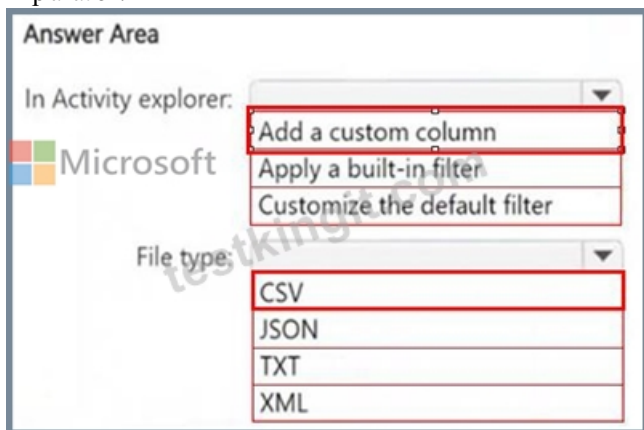 Answer Area
In Activity explorer:
Add a custom column
Microsoft
Apply a built-in filter
Customize the default filter
testkingit.com
File type:
CSV
JSON
TXT
XML